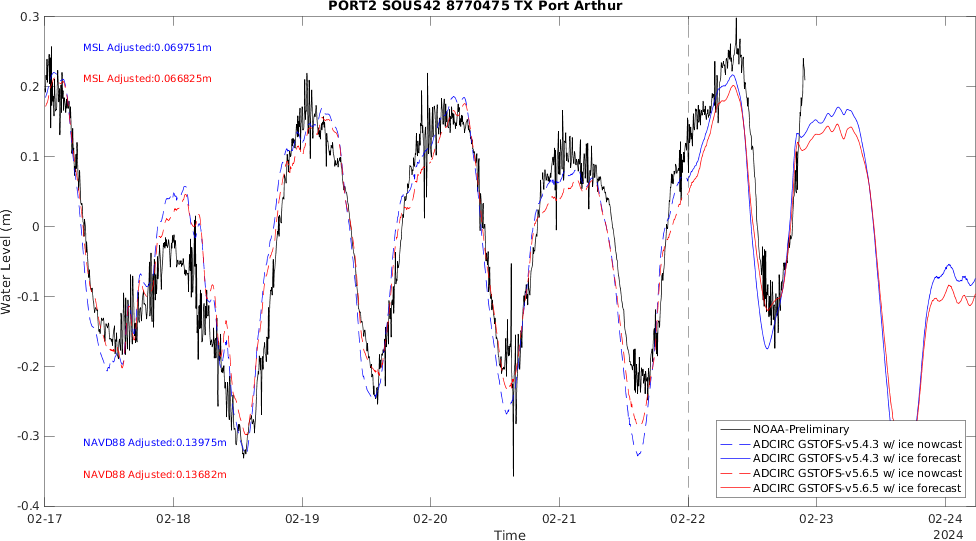 PORT2 SOUS42 8770475 TX Port Arthur
0.3
MSL Adjusted:0.069751m
MSL Adjusted:0.066825m
0.2
0.1
0
Water Level (m)
-0.1
-0.2
-0.3
NAVD88 Adjusted:0.13975m
NAVD88 Adjusted:0.13682m
-0.4
NOAA-Preliminary
ADCIRC GSTOFS-v5.4.3 w/ ice nowcast
ADCIRC GSTOFS-v5.4.3 w/ ice forecast
ADCIRC GSTOFS-v5.6.5 w/ ice nowcast
ADCIRC GSTOFS-v5.6.5 w/ ice forecast
02-17 02-18 02-19 02-20 02-21 02-22 02-23 02-24
Time
2024